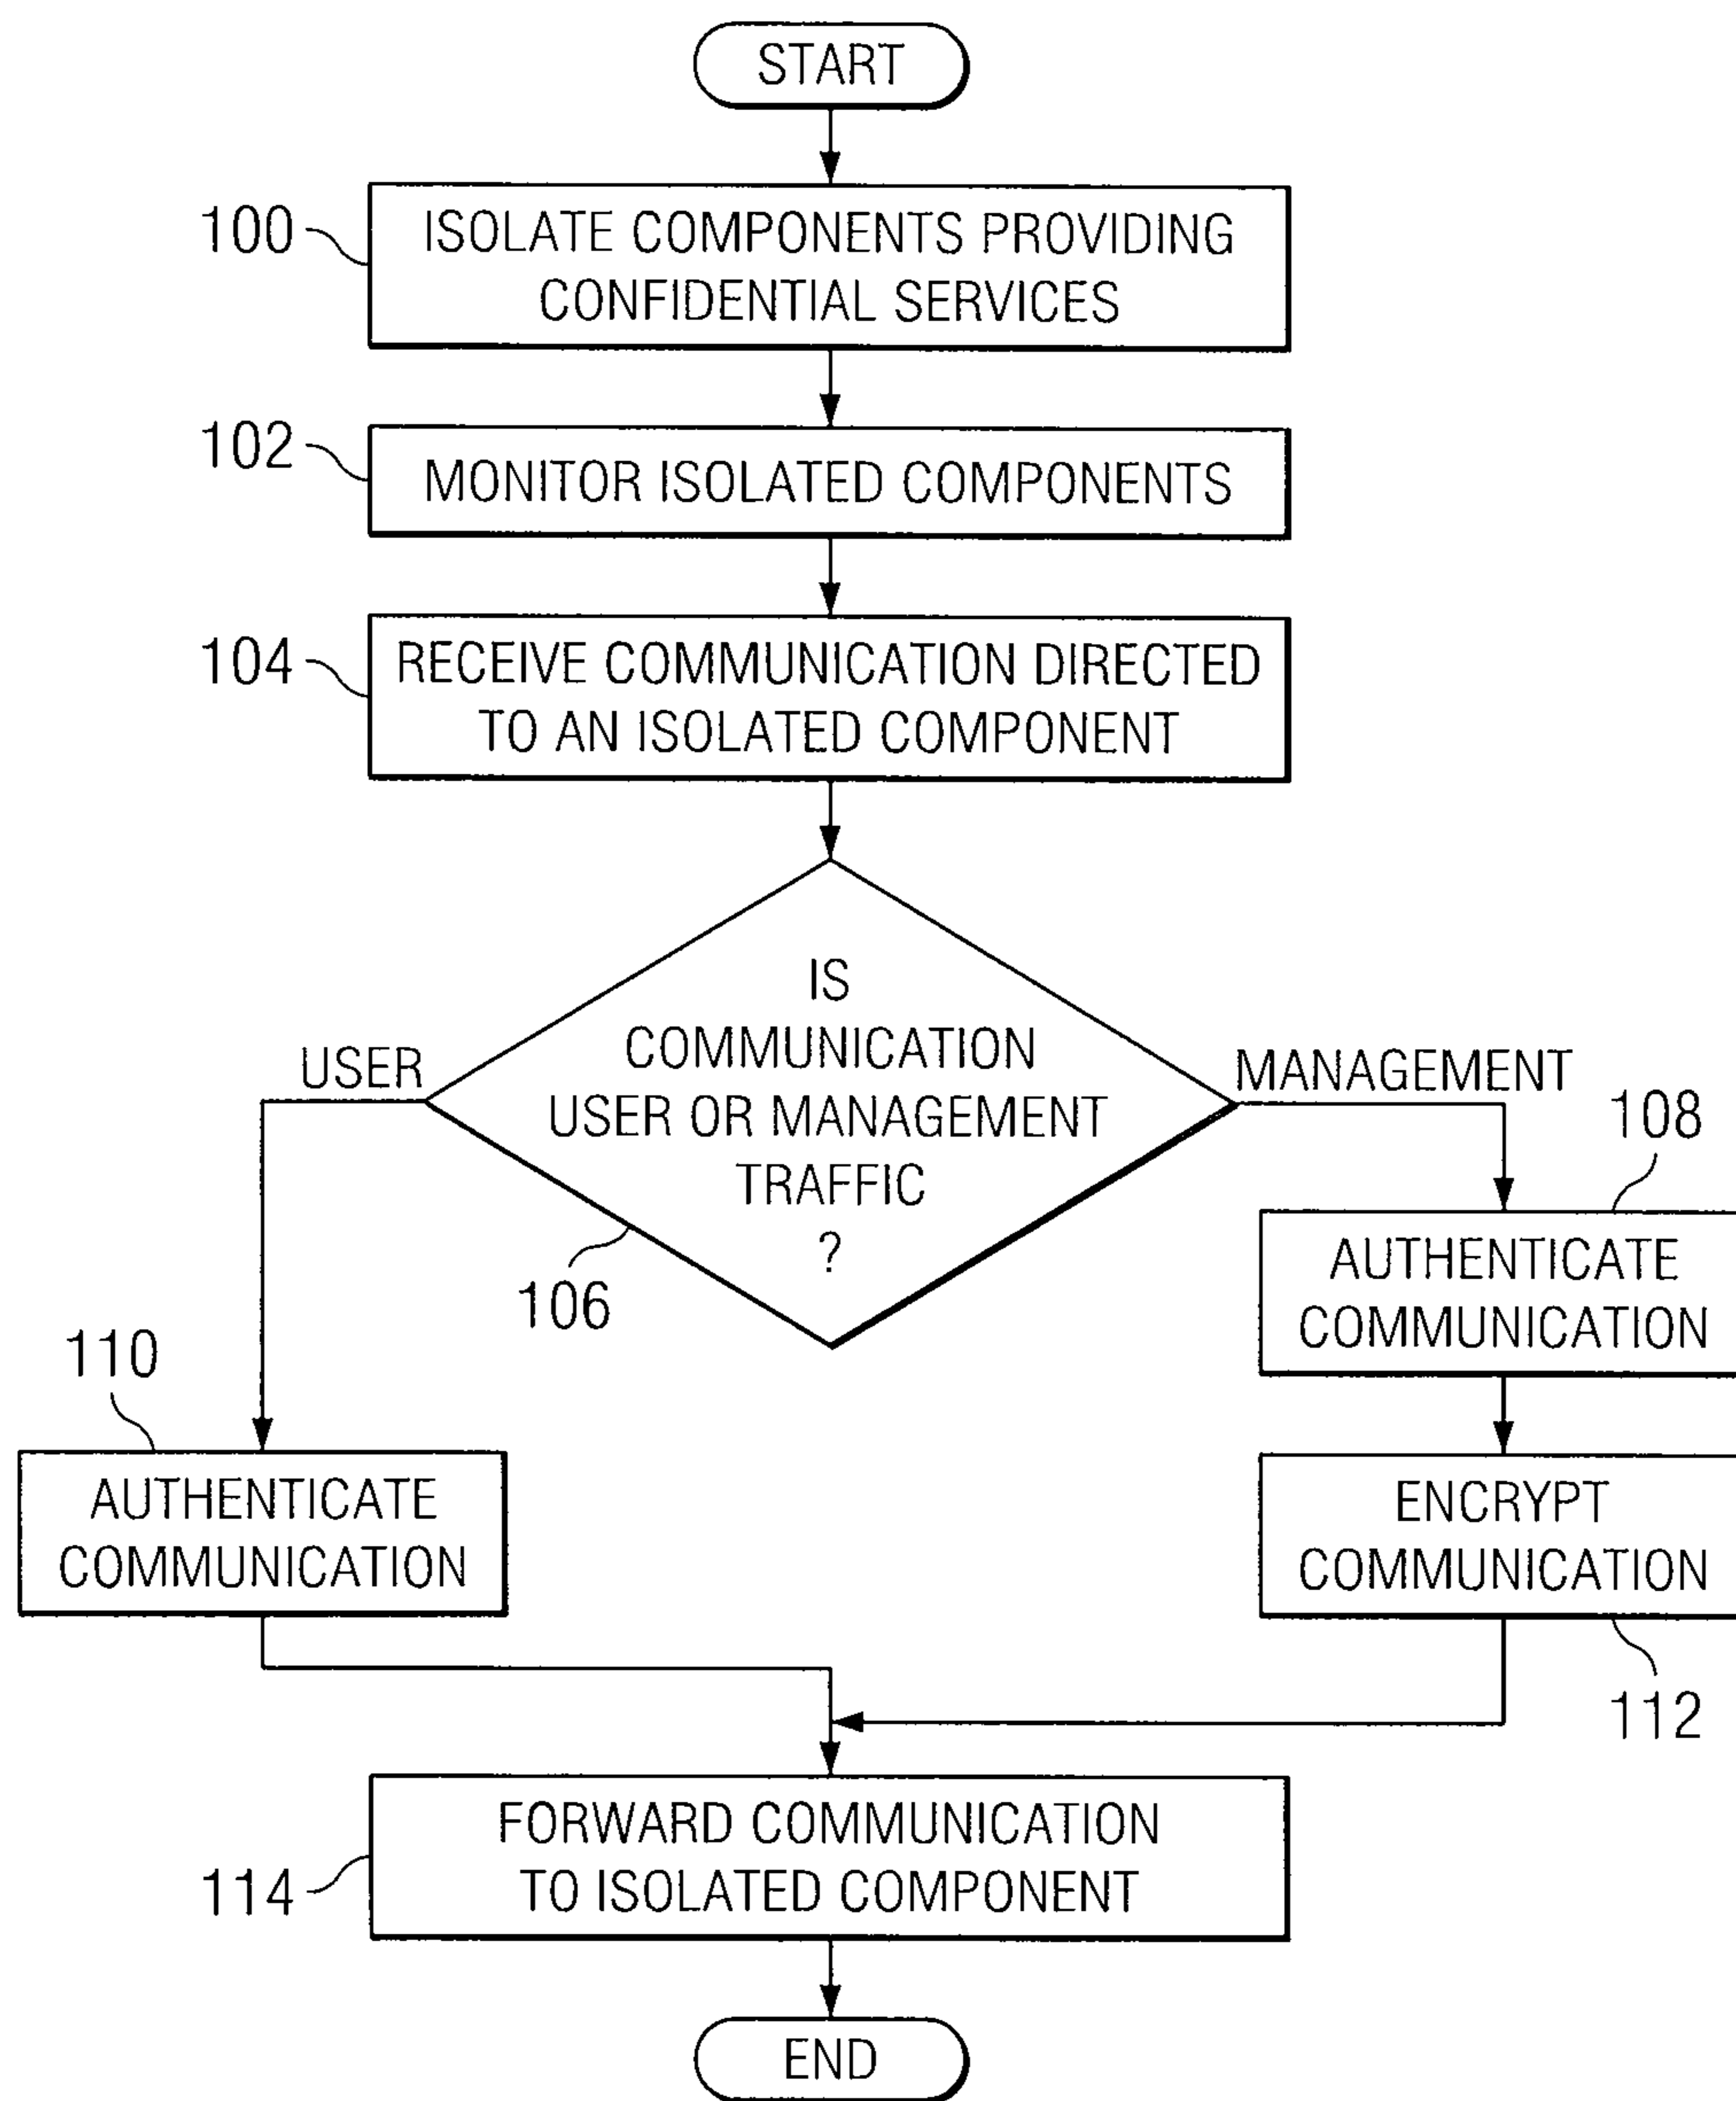 START
100
ISOLATE COMPONENTS PROVIDING
CONFIDENTIAL SERVICES
102
MONITOR ISOLATED COMPONENTS
104
RECEIVE COMMUNICATION DIRECTED
TO AN ISOLATED COMPONENT
IS
COMMUNICATION
USER OR MANAGEMENT
TRAFFIC
?
USER
MANAGEMENT
106
108
AUTHENTICATE
COMMUNICATION
110
AUTHENTICATE
COMMUNICATION
ENCRYPT
COMMUNICATION
112
114
FORWARD COMMUNICATION
TO ISOLATED COMPONENT
END